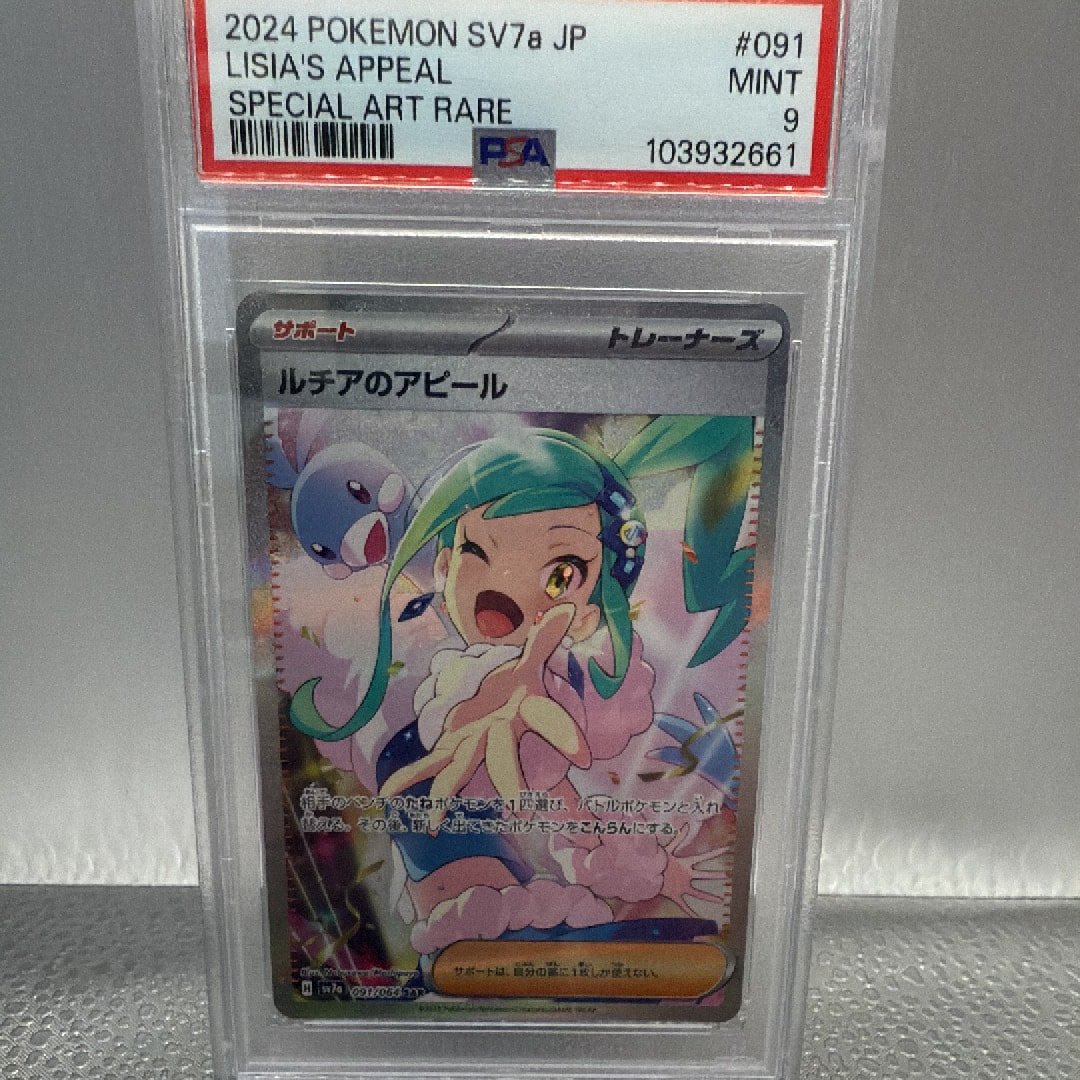 2024 POKEMON SV7a JP #091
LISIA'S APPEAL MINT
SPECIAL ART RARE 9
PSA 103932661
サポート トレーナーズ
ルチアのアピール
相手のベンチのたねポケモンを1匹選び、バトルポケモンと入れ
替える。その後、新しく出てきたポケモンをこんらんにする。
サポートは、自分の番に1枚しか使えない。
H sv7a 091/064 SAR